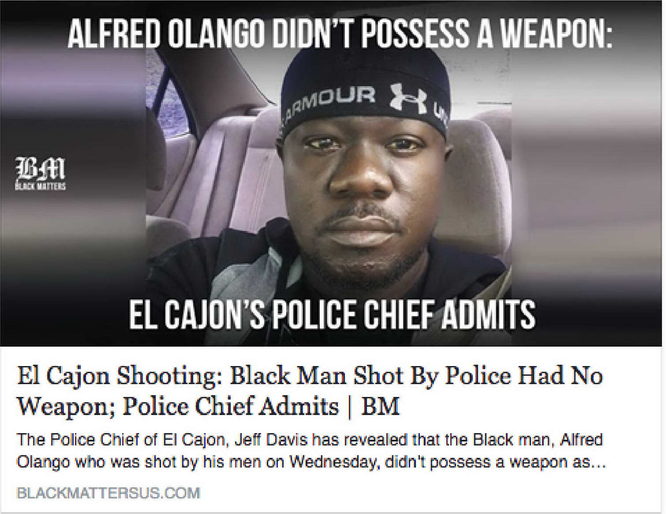 ALFRED OLANGO DIDN'T POSSESS A WEAPON:
ARMOUR UN
BM
BLACK MATTERS
EL CAJON'S POLICE CHIEF ADMITS
El Cajon Shooting: Black Man Shot By Police Had No
Weapon; Police Chief Admits | BM
The Police Chief of El Cajon, Jeff Davis has revealed that the Black man, Alfred
Olango who was shot by his men on Wednesday, didn't possess a weapon as...
BLACKMATTERSUS.COM